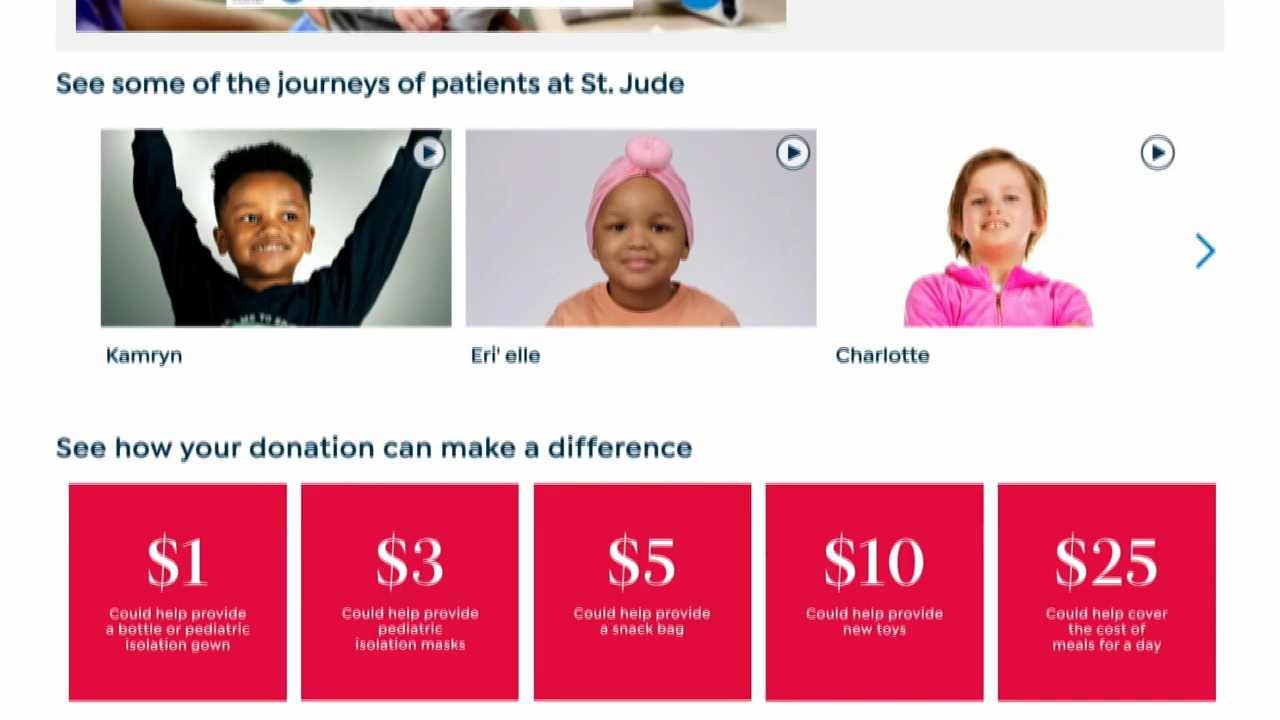 See some of the journeys of patients at St. Jude
Kamryn
Eri' elle
Charlotte
See how your donation can make a difference
$1
Could help provide
a bottle or pediatric
isolation gown
$3
Could help provide
pediatric
isolation masks
$5
Could help provide
a snack bag
$10
Could help provide
new toys
$25
Could help cover
the cost of
meals for a day